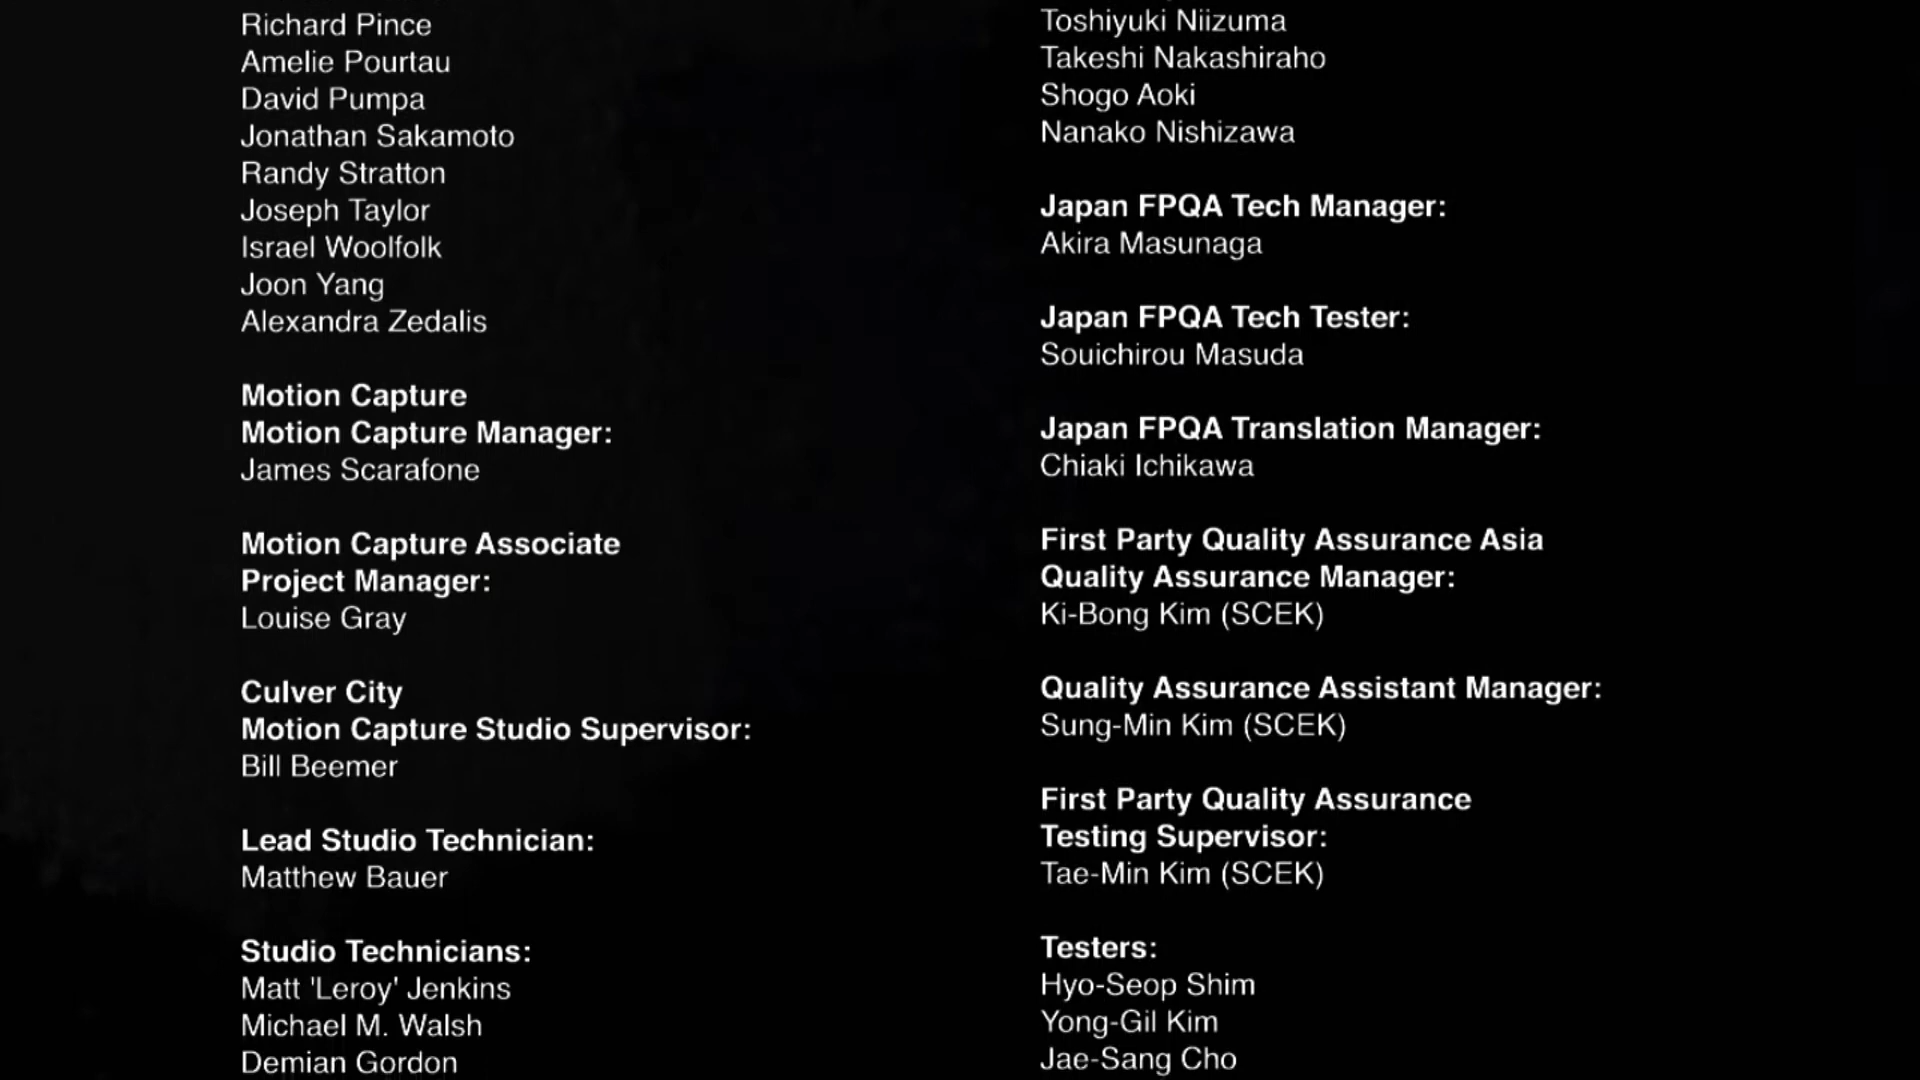 Richard Pince
Amelie Pourtau
David Pumpa
Jonathan Sakamoto
Randy Stratton
Joseph Taylor
Israel Woolfolk
Joon Yang
Alexandra Zedalis
Motion Capture
Motion Capture Manager:
James Scarafone
Motion Capture Associate
Project Manager:
Louise Gray
Culver City
Motion Capture Studio Supervisor:
Bill Beemer
Lead Studio Technician:
Matthew Bauer
Studio Technicians:
Matt 'Leroy' Jenkins
Michael M. Walsh
Demian Gordon
Toshiyuki Niizuma
Takeshi Nakashiraho
Shogo Aoki
Nanako Nishizawa
Japan FPQA Tech Manager:
Akira Masunaga
Japan FPQA Tech Tester:
Souichirou Masuda
Japan FPQA Translation Manager:
Chiaki Ichikawa
First Party Quality Assurance Asia
Quality Assurance Manager:
Ki-Bong Kim (SCEK)
Quality Assurance Assistant Manager:
Sung-Min Kim (SCEK)
First Party Quality Assurance
Testing Supervisor:
Tae-Min Kim (SCEK)
Testers:
Hyo-Seop Shim
Yong-Gil Kim
Jae-Sang Cho